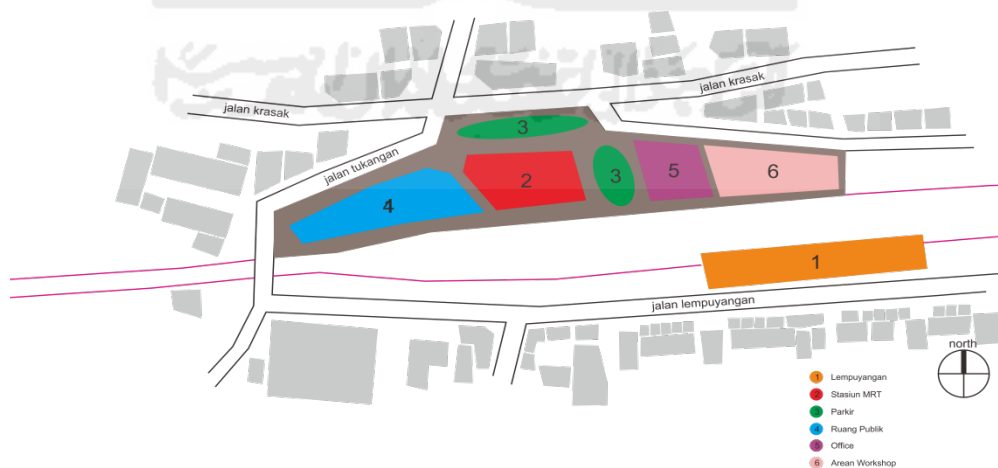 jalan krasak
jalan krasak
jalan tukangan
3
2
3
5
6
4
1
jalan lempuyangan
north
1 Lempuyangan
2 Stasiun MRT
3 Parkir
4 Ruang Publik
5 Office
6 Arean Workshop